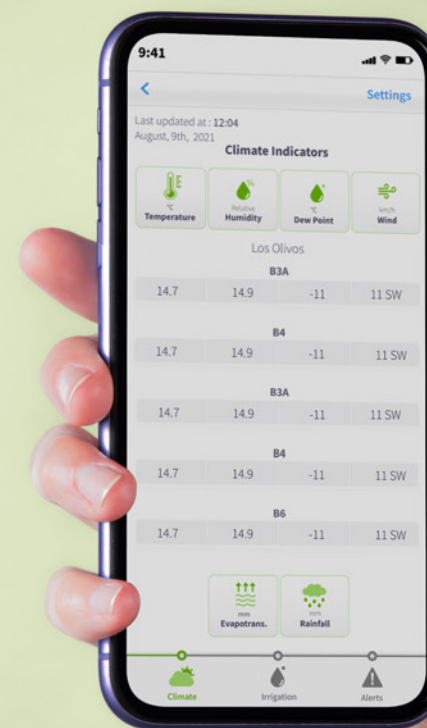 9:41
Settings
Last updated at : 12:04
August, 9th, 2021
Climate Indicators
°C Relative °C km/h
Temperature Humidity Dew Point Wind
Los Olivos
B3A
14.7 14.9 -11 11 SW
B4
14.7 14.9 -11 11 SW
B3A
14.7 14.9 -11 11 SW
B4
14.7 14.9 -11 11 SW
B6
14.7 14.9 -11 11 SW
mm mm
Evapotrans. Rainfall
Climate Irrigation Alerts